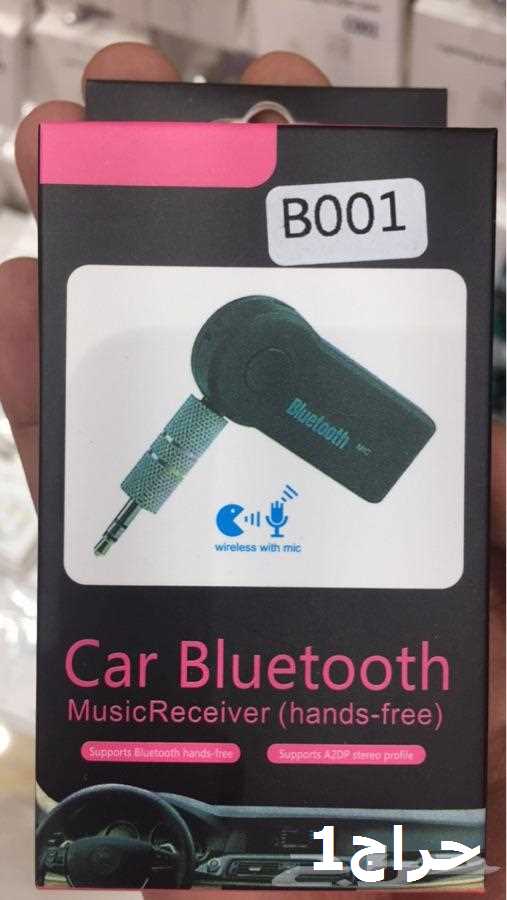 B001
Bluetooth
MIC
wireless with mic
Car Bluetooth
MusicReceiver (hands-free)
Supports Bluetooth hands-free
Supports A2DP stereo profile
حراج1